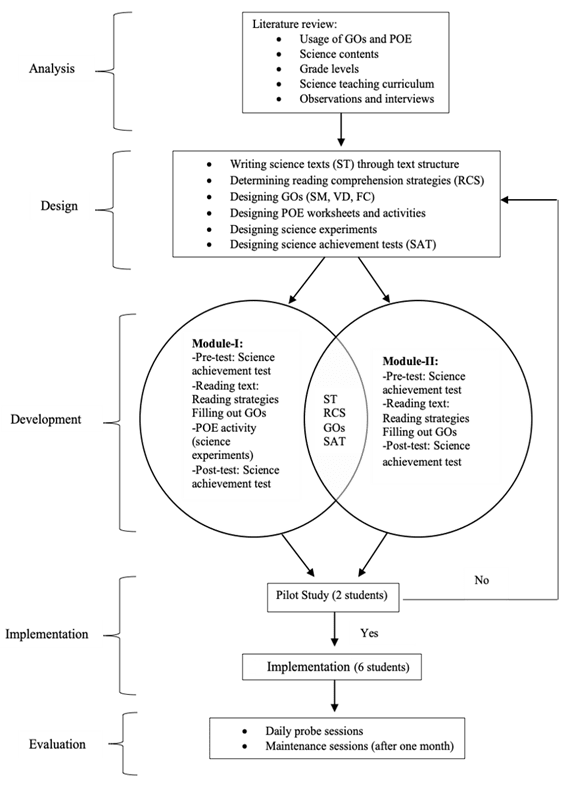 Literature review:
• Usage of GOs and POE
• Science contents
• Grade levels
• Science teaching curriculum
• Observations and interviews
Analysis
• Writing science texts (ST) through text structure
• Determining reading comprehension strategies (RCS)
• Designing GOs (SM, VD, FC)
• Designing POE worksheets and activities
• Designing science experiments
• Designing science achievement tests (SAT)
Design
Module-I:
-Pre-test: Science
achievement test
-Reading text:
Reading strategies
Filling out GOs
-POE activity
(science
experiments)
-Post-test: Science
achievement test
ST
RCS
GOs
SAT
Module-II:
-Pre-test: Science
achievement test
-Reading text:
Reading strategies
Filling out GOs
-Post-test: Science
achievement test
Development
Pilot Study (2 students)
No
Yes
Implementation
Implementation (6 students)
• Daily probe sessions
• Maintenance sessions (after one month)
Evaluation